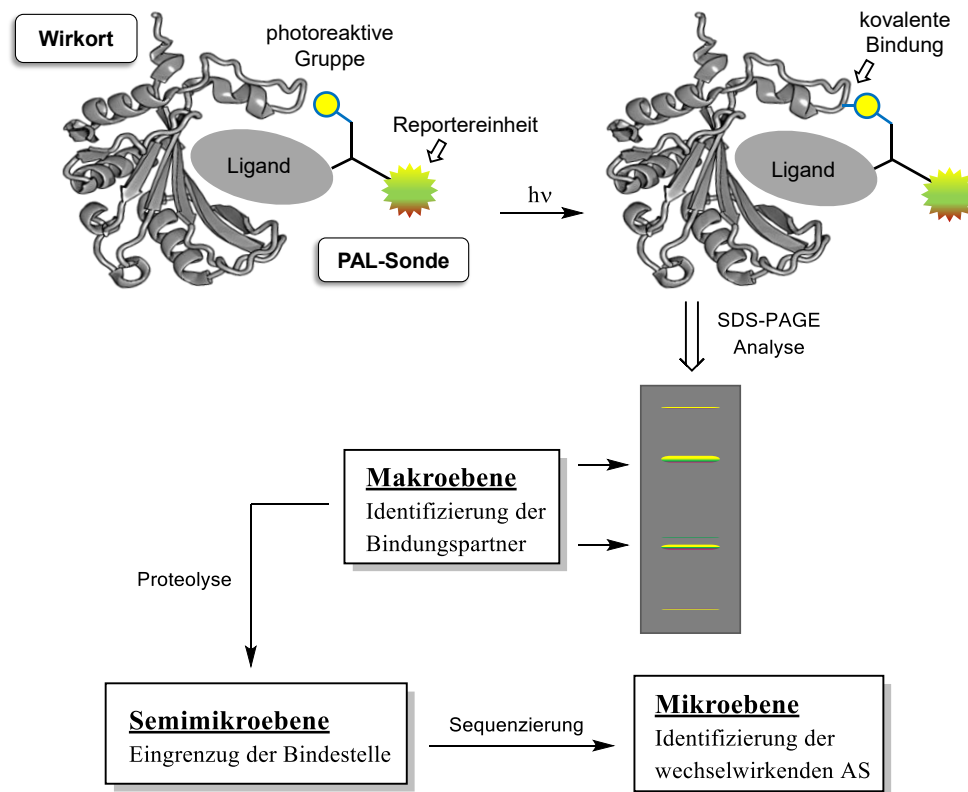 Wirkort
photoreaktive
Gruppe
Ligand
Reportereinheit
PAL-Sonde
hν
kovalente
Bindung
Ligand
SDS-PAGE
Analyse
Makroebene
Identifizierung der
Bindungspartner
Proteolyse
Semimikroebene
Eingrenzug der Bindestelle
Sequenzierung
Mikroebene
Identifizierung der
wechselwirkenden AS